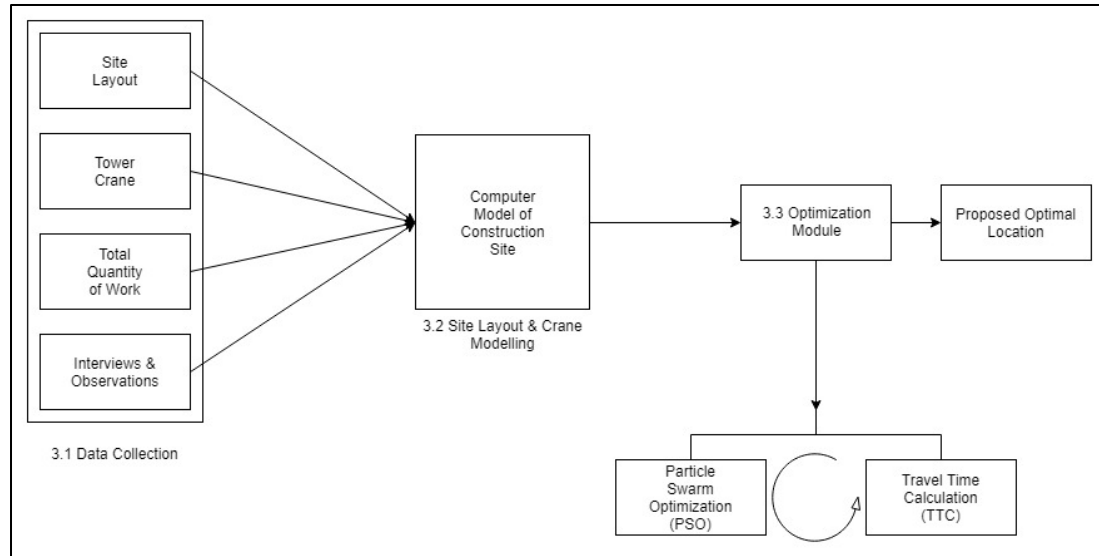 Site
Layout
Tower
Crane
Total
Quantity
of Work
Interviews &
Observations
3.1 Data Collection
Computer
Model of
Construction
Site
3.2 Site Layout & Crane
Modelling
3.3 Optimization
Module
Proposed Optimal
Location
Particle
Swarm
Optimization
(PSO)
Travel Time
Calculation
(TTC)